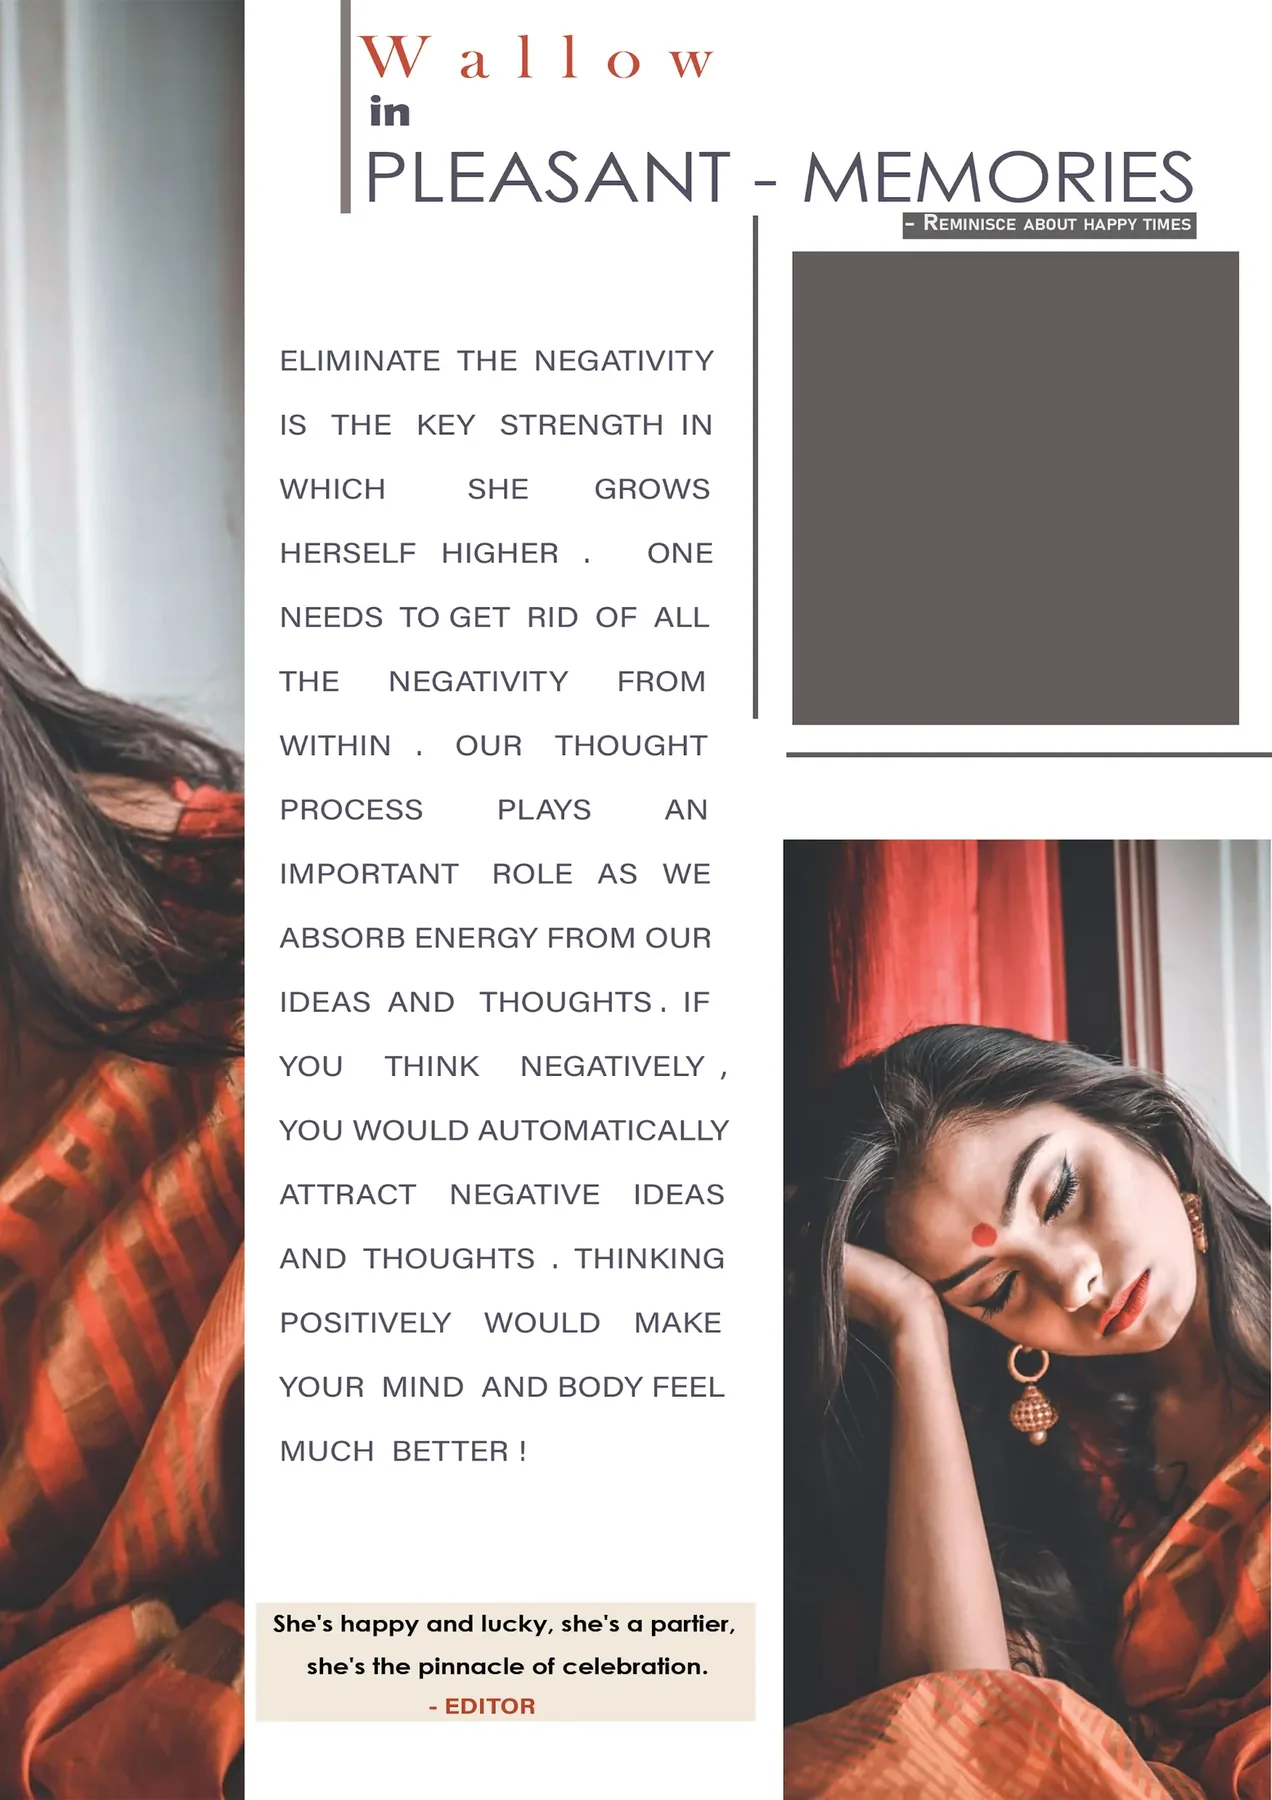 Wallow
in
PLEASANT - MEMORIES
- REMINISCE ABOUT HAPPY TIMES
ELIMINATE THE NEGATIVITY
IS THE KEY STRENGTH IN
WHICH SHE GROWS
HERSELF HIGHER . ONE
NEEDS TO GET RID OF ALL
THE NEGATIVITY FROM
WITHIN . OUR THOUGHT
PROCESS PLAYS AN
IMPORTANT ROLE AS WE
ABSORB ENERGY FROM OUR
IDEAS AND THOUGHTS . IF
YOU THINK NEGATIVELY ,
YOU WOULD AUTOMATICALLY
ATTRACT NEGATIVE IDEAS
AND THOUGHTS . THINKING
POSITIVELY WOULD MAKE
YOUR MIND AND BODY FEEL
MUCH BETTER !
She's happy and lucky, she's a partier,
she's the pinnacle of celebration.
- EDITOR